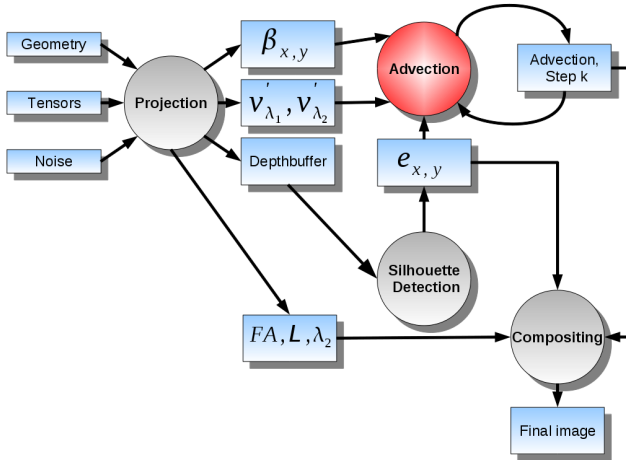 Geometry
Tensors
Noise
Projection
β x, y
v'λ₁, v'λ₂
Depthbuffer
Advection
Advection,
Step k
e x, y
Silhouette
Detection
FA, L, λ₂
Compositing
Final image